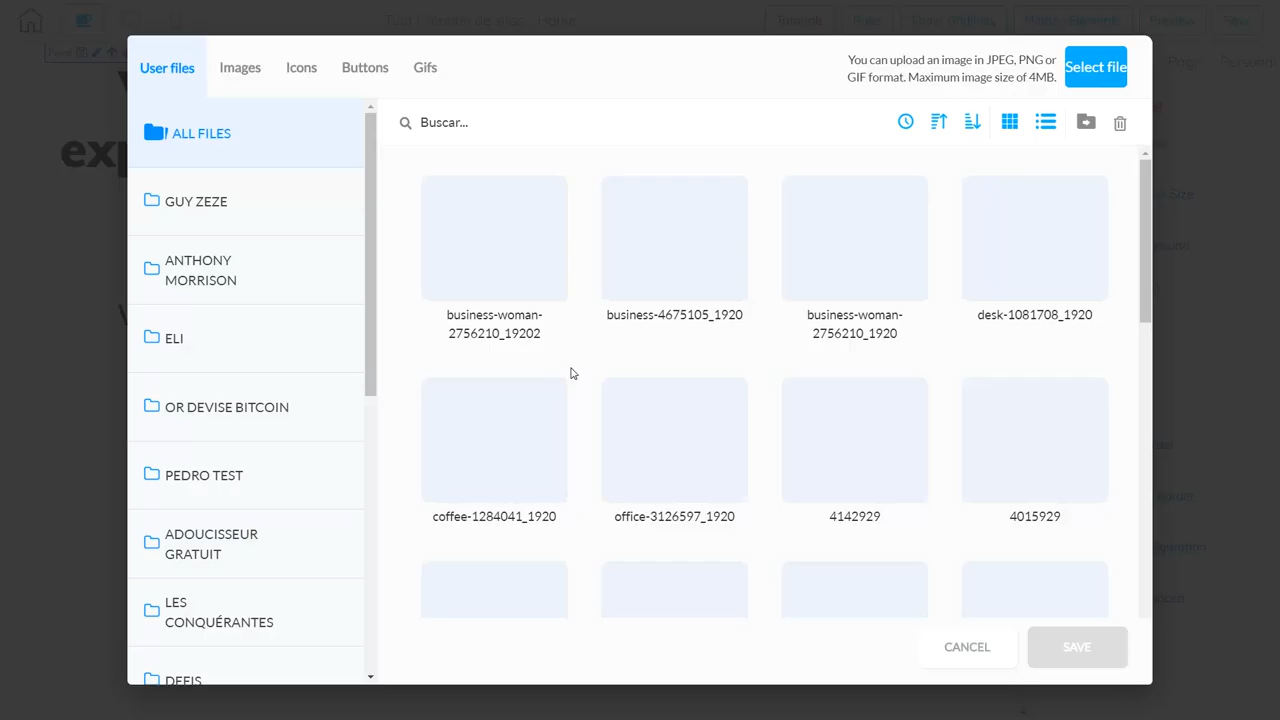 User files
Images
Icons
Buttons
Gifs
You can upload an image in JPEG, PNG or
GIF format. Maximum image size of 4MB.
Select file
ALL FILES
Buscar...
GUY ZEZE
ANTHONY
MORRISON
ELI
OR DEVISE BITCOIN
PEDRO TEST
ADOUCISSEUR
GRATUIT
LES
CONQUÉRANTES
DEFIS
business-woman-
2756210_19202
business-4675105_1920
business-woman-
2756210_1920
desk-1081708_1920
coffee-1284041_1920
office-3126597_1920
4142929
4015929
CANCEL
SAVE
exp